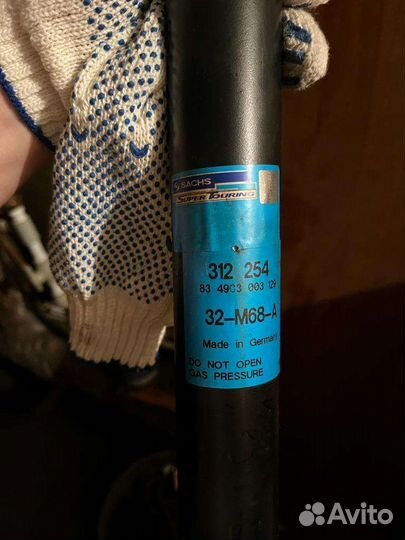 SACHS
SUPER TOURING
312 254
83 49C3 003 129
32-M68-A
Made in Germany
DO NOT OPEN
GAS PRESSURE
Avito